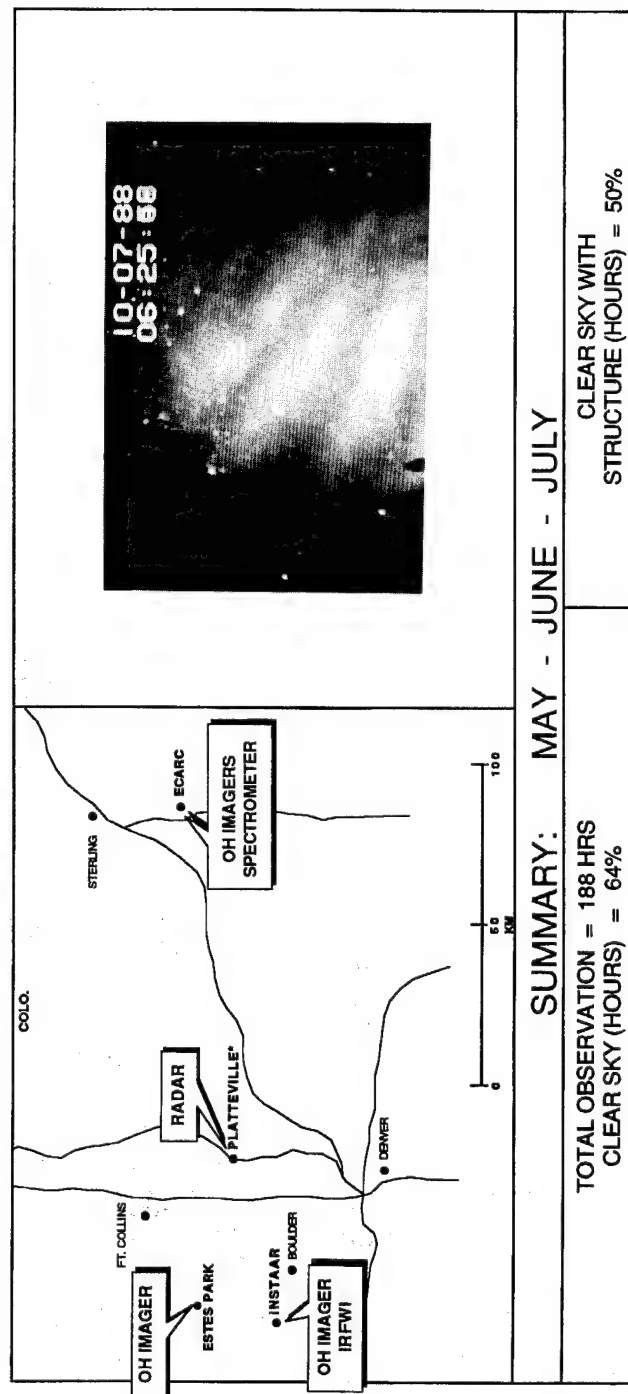 COLO.
OH IMAGER
FT. COLLINS
ESTES PARK
RADAR
PLATTEVILLE*
INSTAAR
BOULDER
OH IMAGER
IRFWI
DENVER
STERLING
ECARC
OH IMAGERS
SPECTROMETER
0
50
100
KM
10-07-88
06:25:
SUMMARY: MAY - JUNE - JULY
TOTAL OBSERVATION = 188 HRS
CLEAR SKY (HOURS) = 64%
CLEAR SKY WITH
STRUCTURE (HOURS) = 50%